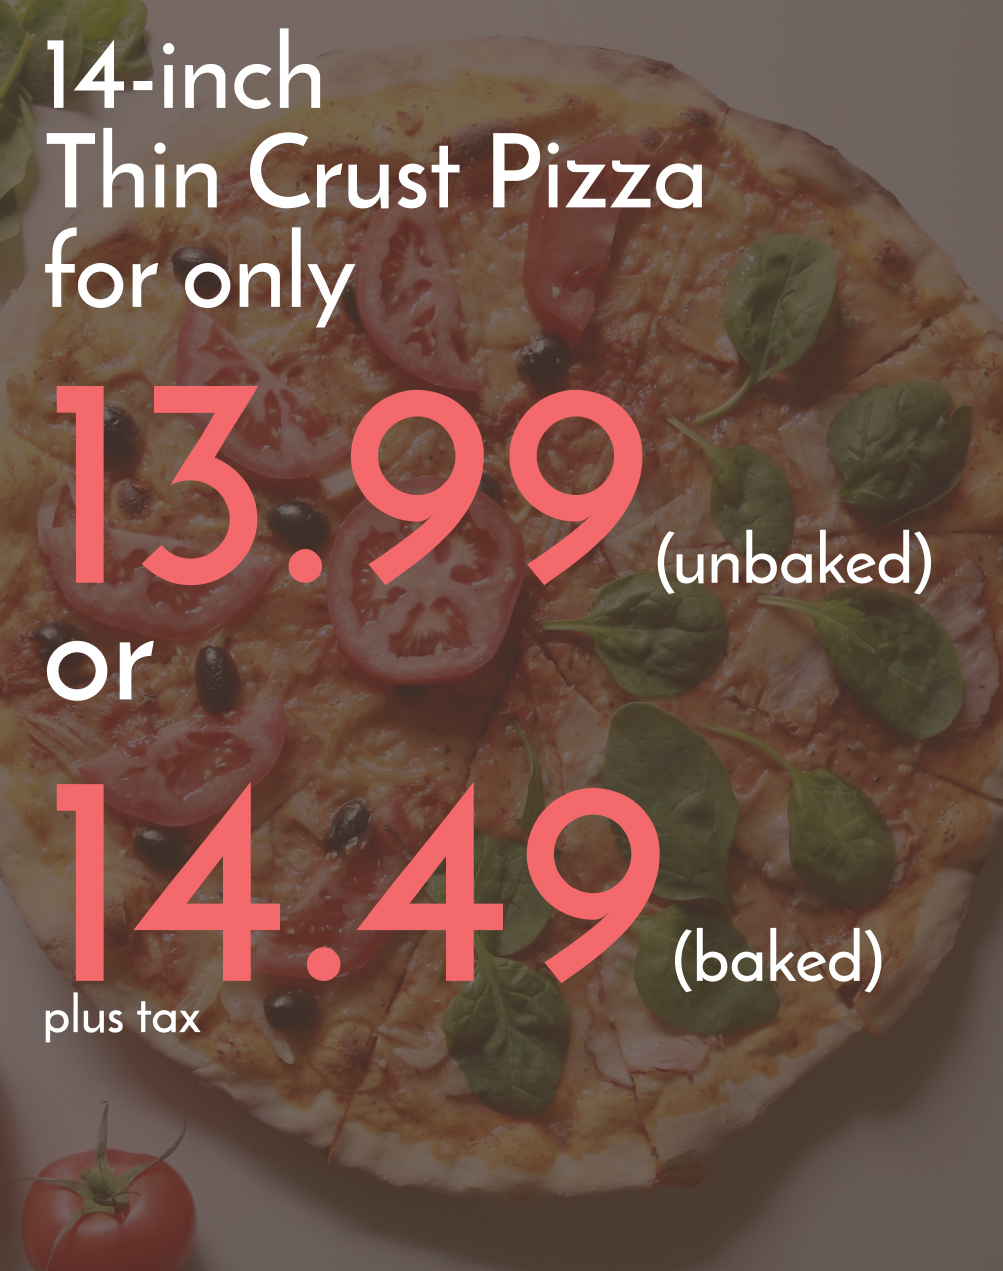 14-inch
Thin Crust Pizza
for only
13.99 (unbaked)
or
14.49 (baked)
plus tax